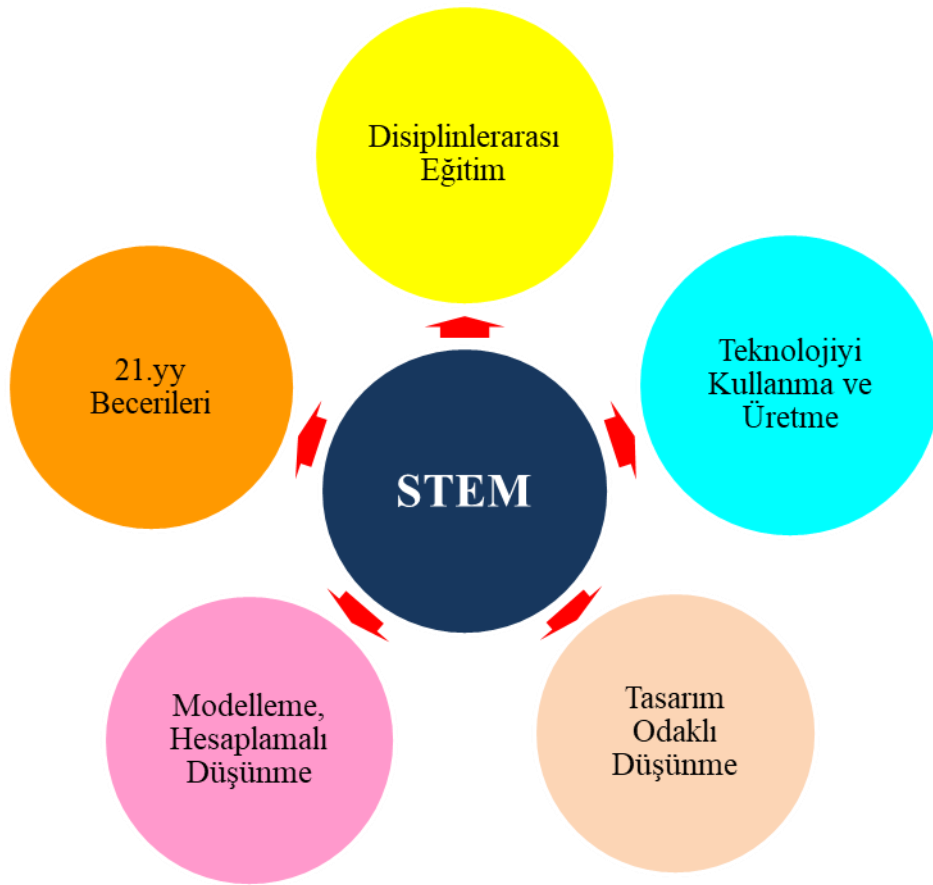 Disiplinlerarası
Eğitim
21.yy
Becerileri
Teknolojiyi
Kullanma ve
Üretme
STEM
Modelleme,
Hesaplamalı
Düşünme
Tasarım
Odaklı
Düşünme